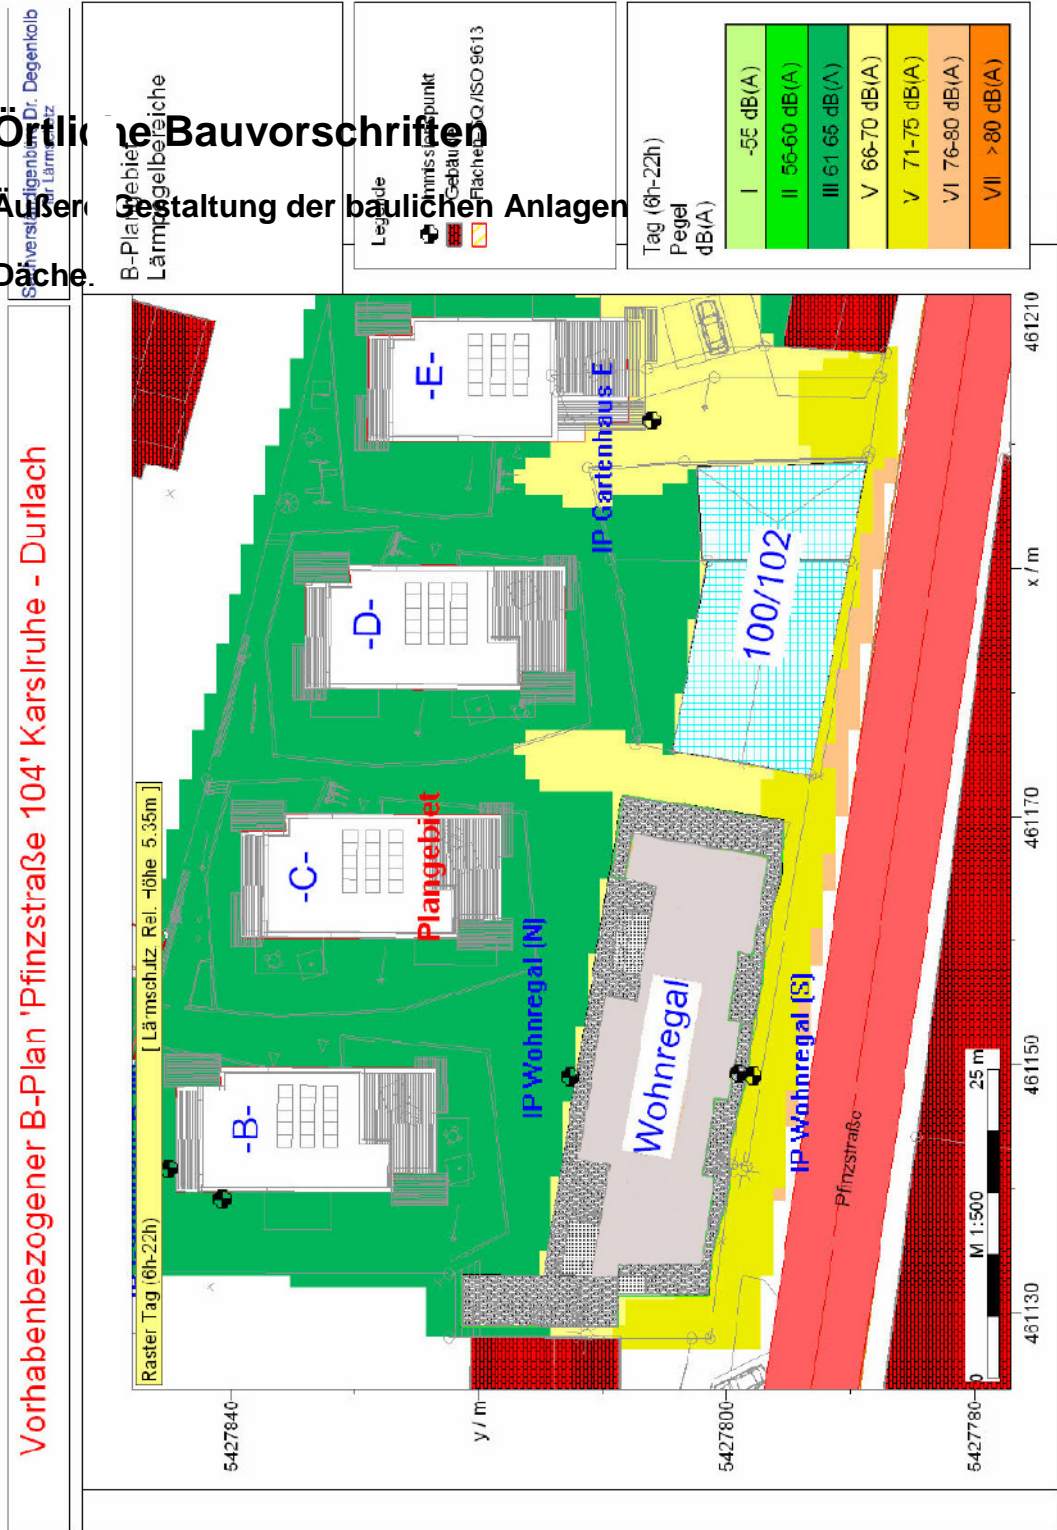 Örtliche Bauvorschriften
Äußere Gestaltung der baulichen Anlagen
Däche
Sachverständigenbüro Dr. Degenkolb
für Lärmschutz
Vorhabenbezogener B-Plan 'Pfinzstraße 104' Karslruhe - Durlach
B-Plangebiet
Lärmpegelbereiche
Legende
Immissionspunkt
Gebäude
Flächen-SQ/ISO 9613
Tag (6h-22h)
Pegel
dB(A)
I -55 dB(A)
II 56-60 dB(A)
III 61 65 dB(A)
V 66-70 dB(A)
V 71-75 dB(A)
VI 76-80 dB(A)
VII >80 dB(A)
Raster Tag (6h-22h) [ Lärmschutz Rel. Höhe 5.35m ]
-B-
-C-
-D-
-E-
Plangebiet
IP Wohnregal (N)
IP Gartenhaus E
100/102
Wohnregal
IP Wohnregal (S)
Pfinzstraße
0 M 1:500 25 m
5427840
y / m
5427800
5427780
461130
461150
461170
x / m
461210